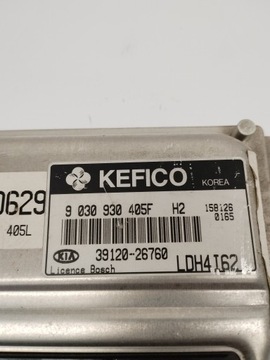 KEFICO
KOREA
0629
405L
9 030 930 405F H2
158126
0165
KIA
39120-26760
Licence Bosch
LDH4I62